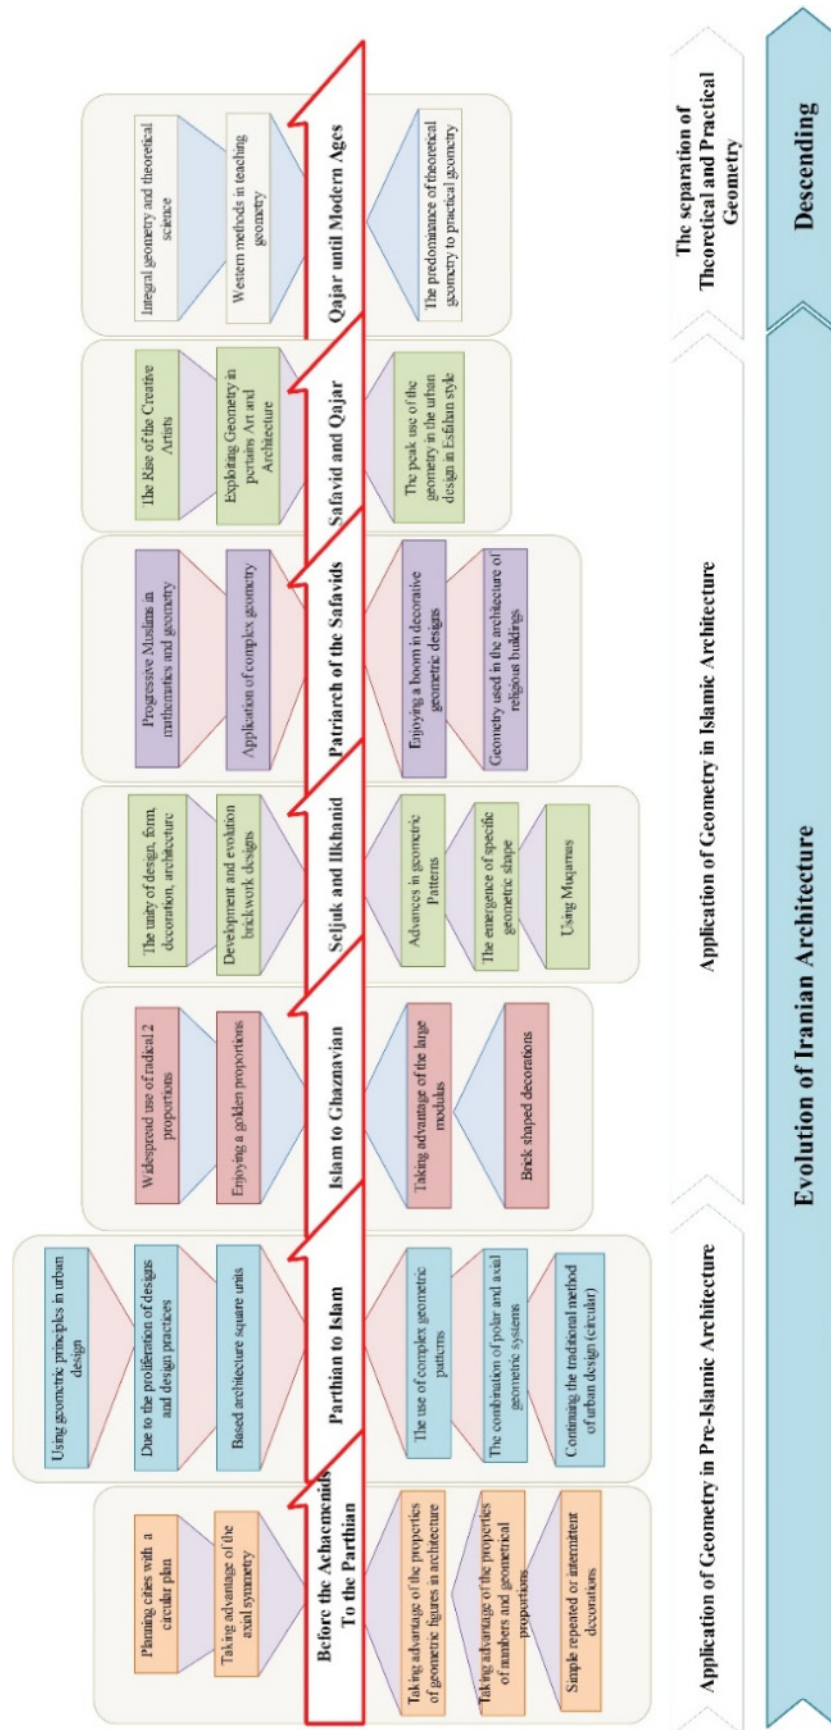 Planning cities with a
circular plan
Taking advantage of the
axial symmetry
Before the Achaemenids
To the Parthian
Taking advantage of the properties
of geometric figures in architecture
Taking advantage of the properties
of numbers and geometrical
proportions
Simple repeated or intermittent
decorations
Using geometric principles in urban
design
Due to the proliferation of designs
and design practices
Based architecture square units
Parthian to Islam
The use of complex geometric
patterns
The combination of polar and axial
geometric systems
Continuing the traditional method
of urban design (circular)
Widespread use of radical 2
proportions
Enjoying a golden proportions
Islam to Ghaznavian
Taking advantage of the large
modulus
Brick shaped decorations
The unity of design, form,
decoration, architecture
Development and evolution
brickwork designs
Seljuk and Ilkhanid
Advances in geometric
Patterns
The emergence of specific
geometric shape
Using Muqarnas
Progressive Muslims in
mathematics and geometry
Application of complex geometry
Patriarch of the Safavids
Enjoying a boom in decorative
geometric designs
Geometry used in the architecture of
religious buildings
The Rise of the Creative
Artists
Exploiting Geometry in
pertains Art and
Architecture
Safavid and Qajar
The peak use of the
geometry in the urban
design in Esfahan style
Integral geometry and theoretical
science
Western methods in teaching
geometry
Qajar until Modern Ages
The predominance of theoretical
geometry to practical geometry
Application of Geometry in Pre-Islamic Architecture
Application of Geometry in Islamic Architecture
The separation of
Theoretical and Practical
Geometry
Evolution of Iranian Architecture
Descending